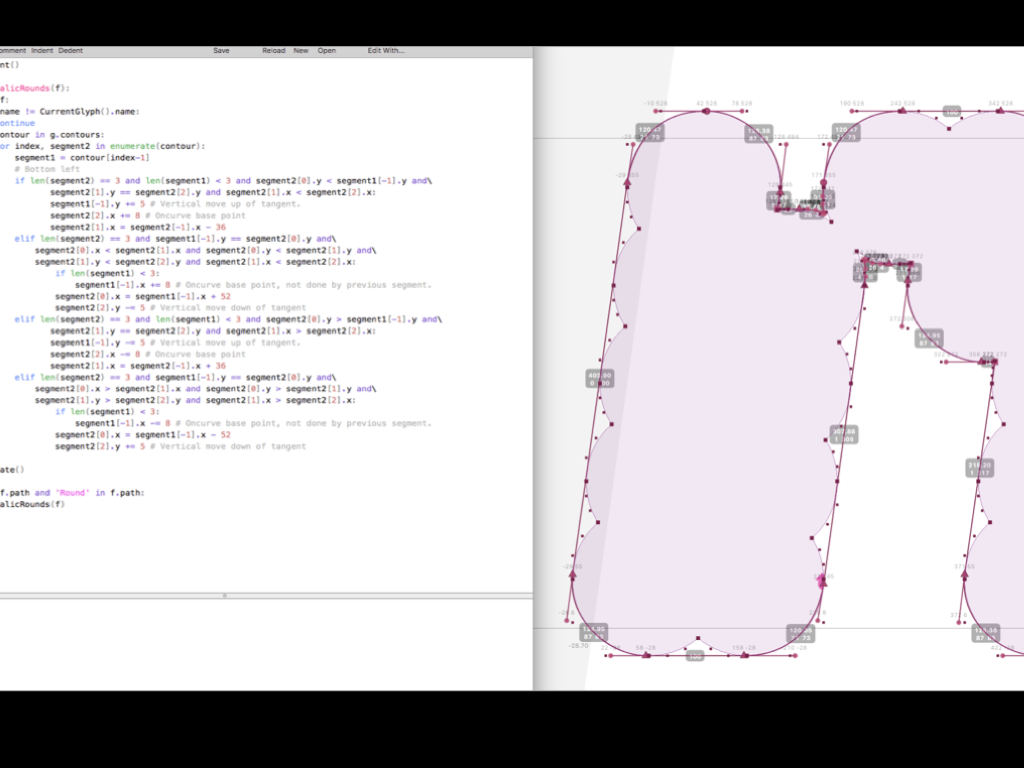 omment Indent Dedent Save Reload New Open Edit With...
nt()
alicRounds(f):
f:
name != CurrentGlyph().name:
ontinue
ontour in g.contours:
or index, segment2 in enumerate(contour):
segment1 = contour[index-1]
# Bottom left
if len(segment2) == 3 and len(segment1) < 3 and segment2[0].y < segment1[-1].y and\
segment2[1].y == segment2[2].y and segment2[1].x < segment2[2].x:
segment1[-1].y += 5 # Vertical move up of tangent.
segment2[2].x += 8 # Oncurve base point
segment2[1].x = segment2[-1].x - 36
elif len(segment2) == 3 and segment1[-1].y == segment2[0].y and\
segment2[0].x < segment2[1].x and segment2[0].y < segment2[1].y and\
segment2[1].y < segment2[2].y and segment2[1].x < segment2[2].x:
if len(segment1) < 3:
segment1[-1].x += 8 # Oncurve base point, not done by previous segment.
segment2[0].x = segment1[-1].x + 52
segment2[2].y -= 5 # Vertical move down of tangent
elif len(segment2) == 3 and len(segment1) < 3 and segment2[0].y > segment1[-1].y and\
segment2[1].y == segment2[2].y and segment2[1].x > segment2[2].x:
segment1[-1].y -= 5 # Vertical move up of tangent.
segment2[2].x -= 8 # Oncurve base point
segment2[1].x = segment2[-1].x + 36
elif len(segment2) == 3 and segment1[-1].y == segment2[0].y and\
segment2[0].x > segment2[1].x and segment2[0].y > segment2[1].y and\
segment2[1].y > segment2[2].y and segment2[1].x > segment2[2].x:
if len(segment1) < 3:
segment1[-1].x -= 8 # Oncurve base point, not done by previous segment.
segment2[0].x = segment1[-1].x - 52
segment2[2].y += 5 # Vertical move down of tangent
ate()
f.path and 'Round' in f.path:
alicRounds(f)
-10 528 42 528 78 528 190 528 242 528 342 528
100
158 -28
100